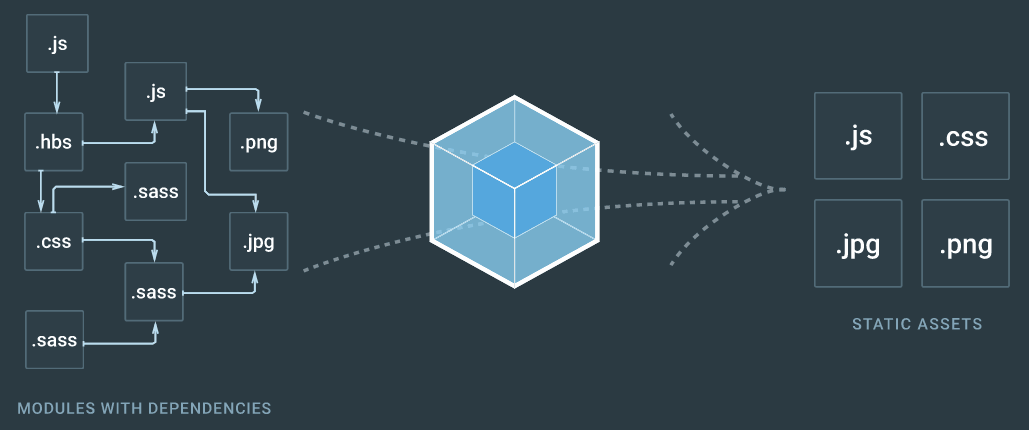 .js
.js
.hbs
.png
.sass
.css
.jpg
.sass
.sass
MODULES WITH DEPENDENCIES
.js
.css
.jpg
.png
STATIC ASSETS